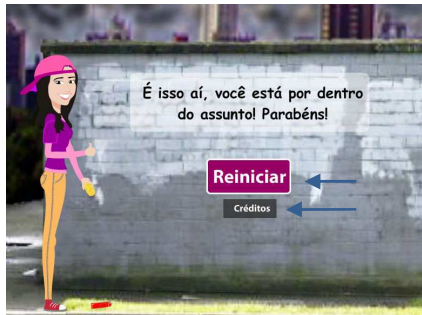 É isso aí, você está por dentro
do assunto! Parabéns!
Reiniciar
Créditos